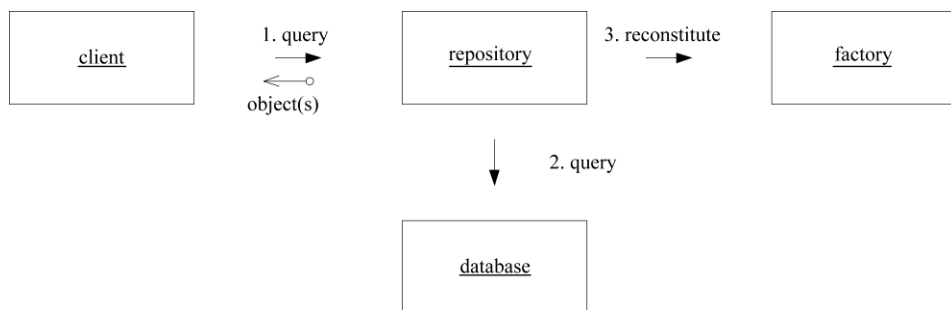 1. query
3. reconstitute
client
repository
factory
object(s)
2. query
database